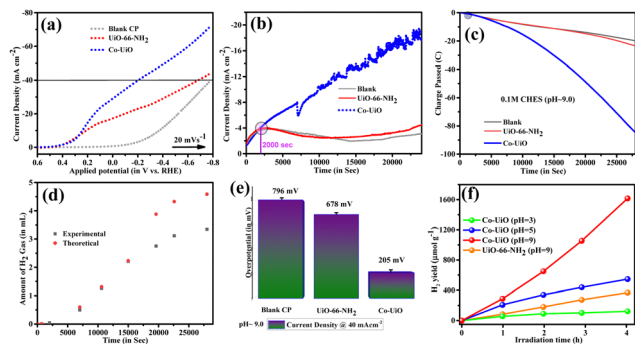 (a)
Blank CP
UiO-66-NH2
Co-UiO
20 mVs-1
Current Density (mA cm-2)
-80
-60
-40
-20
0
0.6 0.4 0.2 0.0 -0.2 -0.4 -0.6 -0.8
Applied potential (in V vs. RHE)
(b)
Blank
UiO-66-NH2
Co-UiO
2000 sec
Current Density (mA cm-2)
-20
-16
-12
-8
-4
0
0 5000 10000 15000 20000
Time (in Sec)
(c)
0.1M CHES (pH~9.0)
Blank
UiO-66-NH2
Co-UiO
Charge Passed (C)
0
-20
-40
-60
-80
-100
0 5000 10000 15000 20000 25000
Time (in Sec)
(d)
Experimental
Theoretical
Amount of H2 Gas (in mL)
5
4
3
2
1
0
0 5000 10000 15000 20000 25000
Time (in Sec)
(e)
796 mV
678 mV
205 mV
Overpotential (in mV)
Blank CP UiO-66-NH2 Co-UiO
pH~ 9.0 Current Density @ 40 mAcm-2
(f)
Co-UiO (pH=3)
Co-UiO (pH=5)
Co-UiO (pH=9)
UiO-66-NH2 (pH=9)
H2 yield (μmol g-1)
1600
1200
800
400
0
0 1 2 3 4
Irradiation time (h)